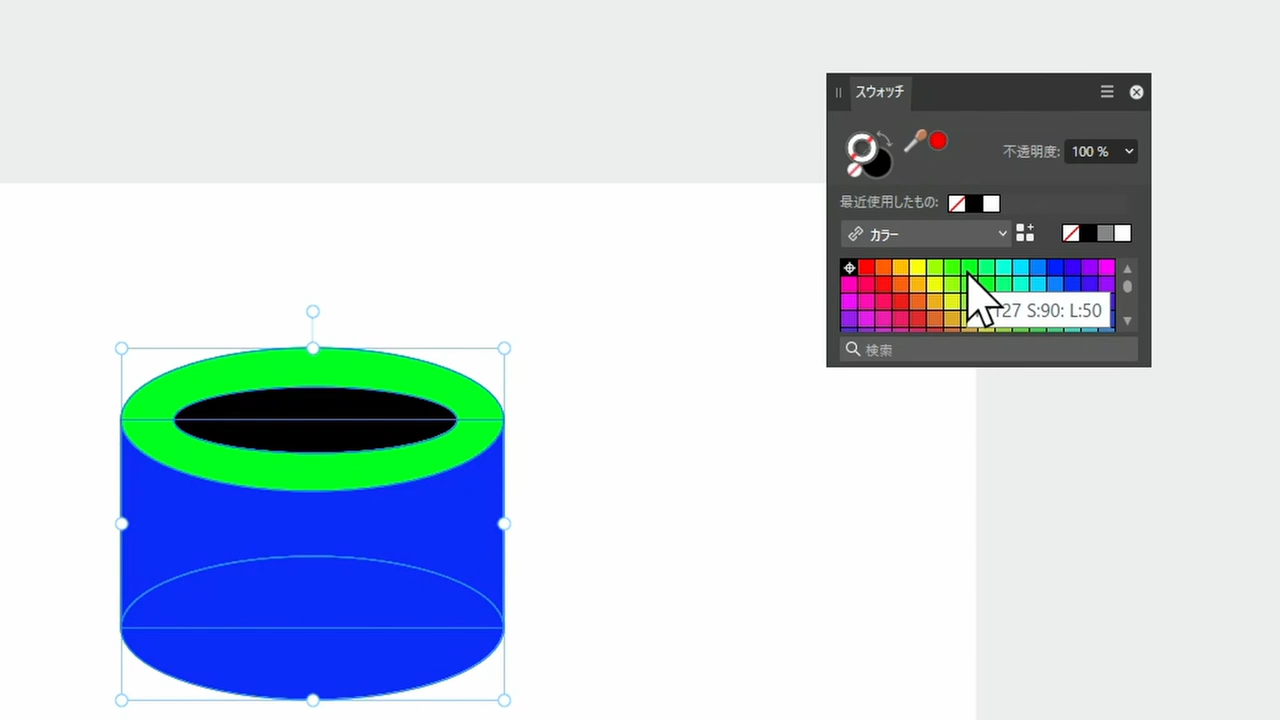 スウォッチ
不透明度: 100 %
最近使用したもの:
カラー
127 S:90: L:50
検索